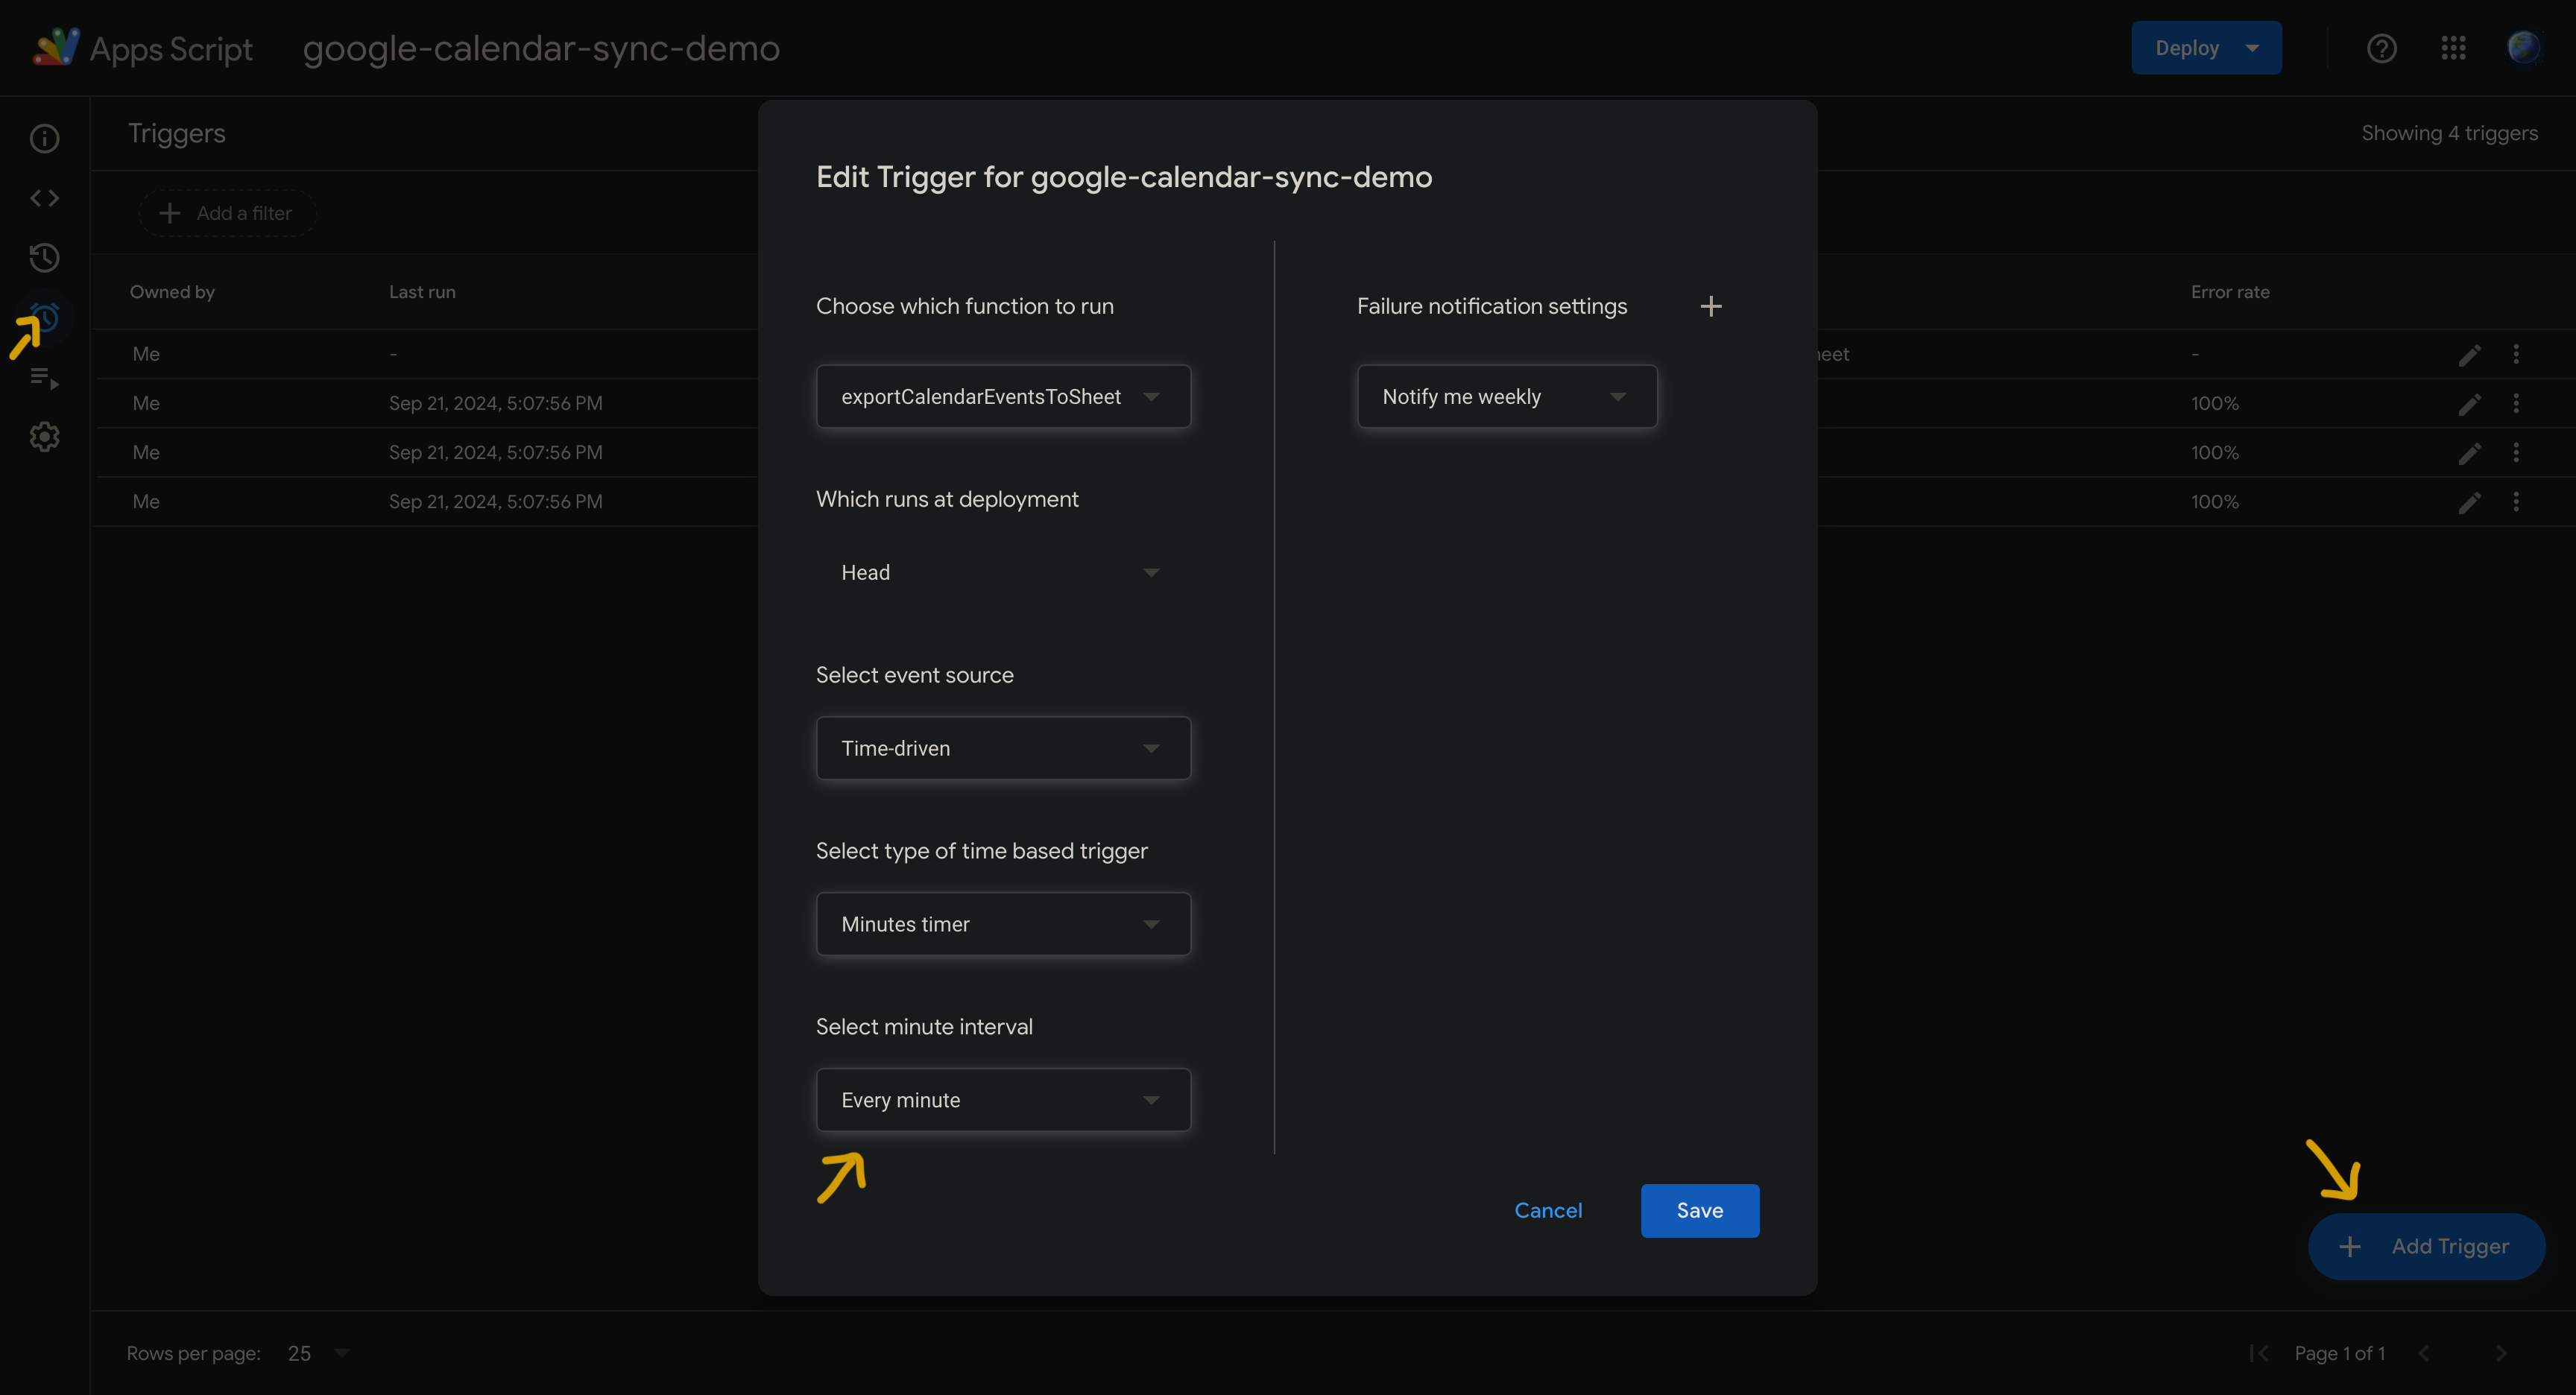 Apps Script
google-calendar-sync-demo
Deploy
Triggers
Showing 4 triggers
Add a filter
Owned by
Last run
Error rate
Me
-
-
Me
Sep 21, 2024, 5:07:56 PM
100%
Me
Sep 21, 2024, 5:07:56 PM
100%
Me
Sep 21, 2024, 5:07:56 PM
100%
Edit Trigger for google-calendar-sync-demo
Choose which function to run
exportCalendarEventsToSheet
Which runs at deployment
Head
Select event source
Time-driven
Select type of time based trigger
Minutes timer
Select minute interval
Every minute
Failure notification settings
Notify me weekly
Cancel
Save
Add Trigger
Rows per page:
25
Page 1 of 1